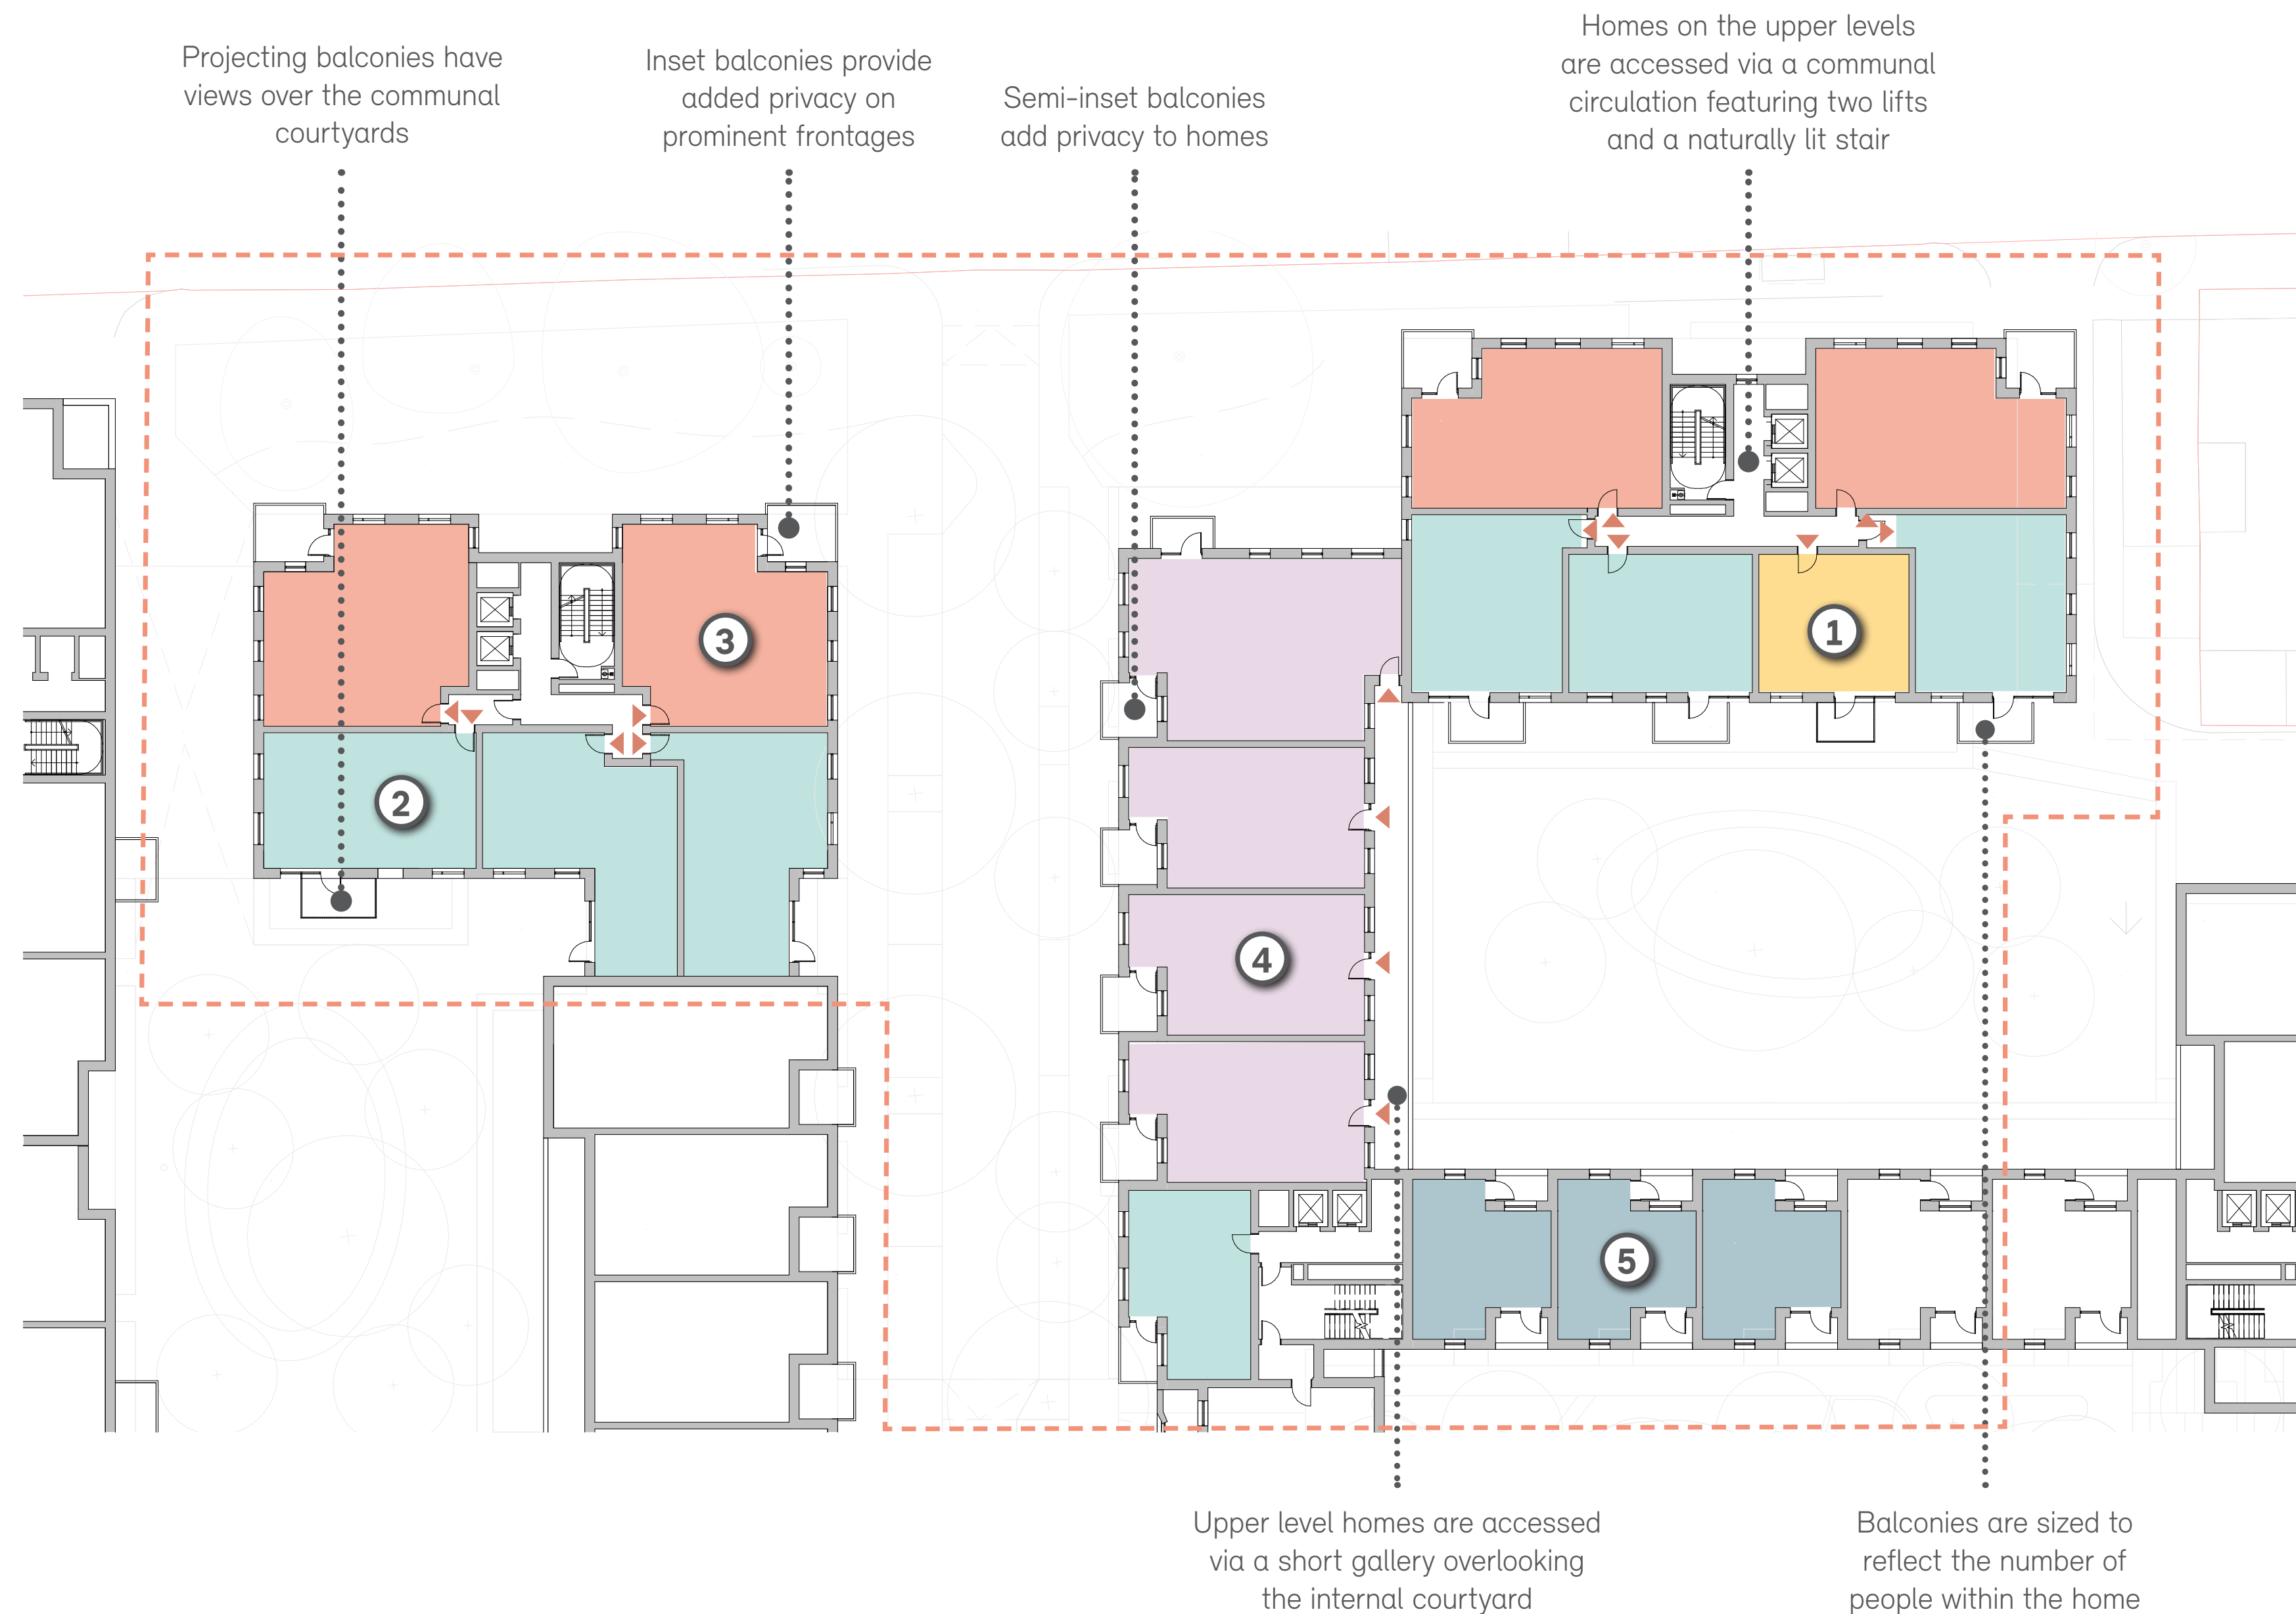 Projecting balconies have
views over the communal
courtyards
Inset balconies provide
added privacy on
prominent frontages
Semi-inset balconies
add privacy to homes
Homes on the upper levels
are accessed via a communal
circulation featuring two lifts
and a naturally lit stair
1
2
3
4
5
Upper level homes are accessed
via a short gallery overlooking
the internal courtyard
Balconies are sized to
reflect the number of
people within the home